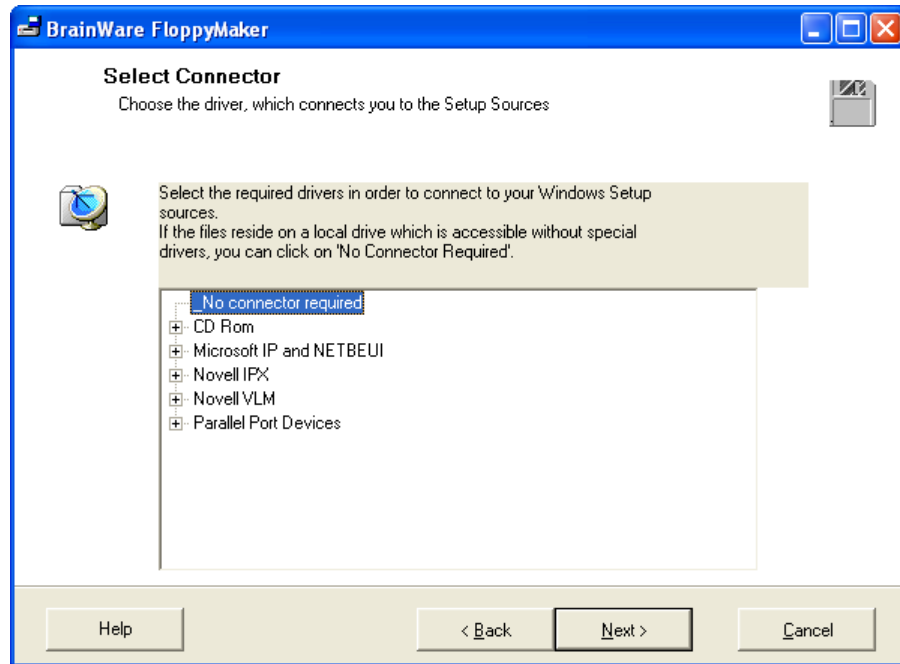 BrainWare FloppyMaker
Select Connector
Choose the driver, which connects you to the Setup Sources
Select the required drivers in order to connect to your Windows Setup
sources.
If the files reside on a local drive which is accessible without special
drivers, you can click on 'No Connector Required'.
_No connector required
CD Rom
Microsoft IP and NETBEUI
Novell IPX
Novell VLM
Parallel Port Devices
Help
< Back
Next >
Cancel